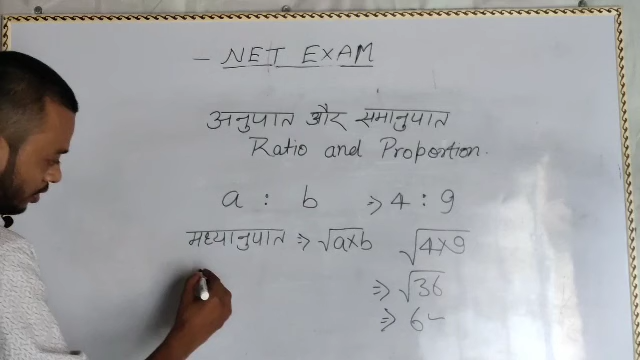 - NET EXAM
अनुपात और समानुपात
Ratio and Proportion.
a : b ⇒ 4 : 9
मध्यानुपात ⇒ √a×b √4×9
⇒ √36
⇒ 6